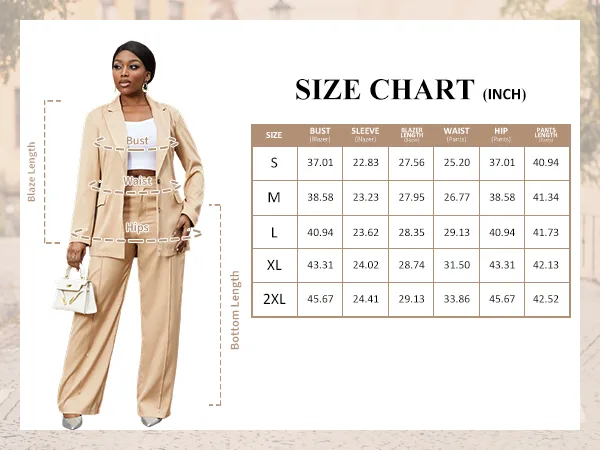 SIZE CHART (INCH)
Blaze Length
Bust
Waist
Hips
Bottom Length
SIZE BUST (Blazer) SLEEVE (Blazer) BLAZER LENGTH (Blazer) WAIST (Pants) HIP (Pants) PANTS LENGTH (Pants)
S 37.01 22.83 27.56 25.20 37.01 40.94
M 38.58 23.23 27.95 26.77 38.58 41.34
L 40.94 23.62 28.35 29.13 40.94 41.73
XL 43.31 24.02 28.74 31.50 43.31 42.13
2XL 45.67 24.41 29.13 33.86 45.67 42.52